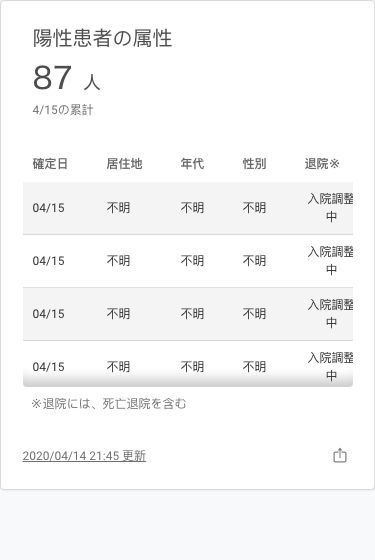 陽性患者の属性
87 人
4/15の累計
確定日 居住地 年代 性別 退院※
04/15 不明 不明 不明 入院調整
中
04/15 不明 不明 不明 入院調整
中
04/15 不明 不明 不明 入院調整
中
04/15 不明 不明 不明 入院調整
中
※退院には、死亡退院を含む
2020/04/14 21:45 更新